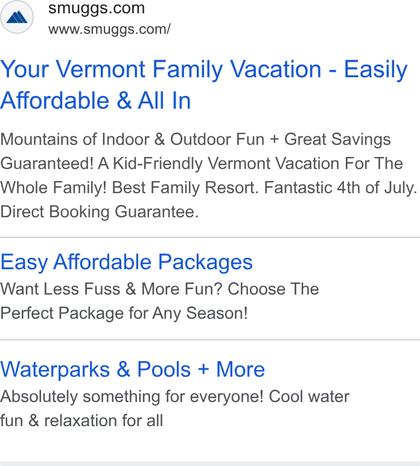 smuggs.com
www.smuggs.com/
Your Vermont Family Vacation - Easily
Affordable & All In
Mountains of Indoor & Outdoor Fun + Great Savings
Guaranteed! A Kid-Friendly Vermont Vacation For The
Whole Family! Best Family Resort. Fantastic 4th of July.
Direct Booking Guarantee.
Easy Affordable Packages
Want Less Fuss & More Fun? Choose The
Perfect Package for Any Season!
Waterparks & Pools + More
Absolutely something for everyone! Cool water
fun & relaxation for all